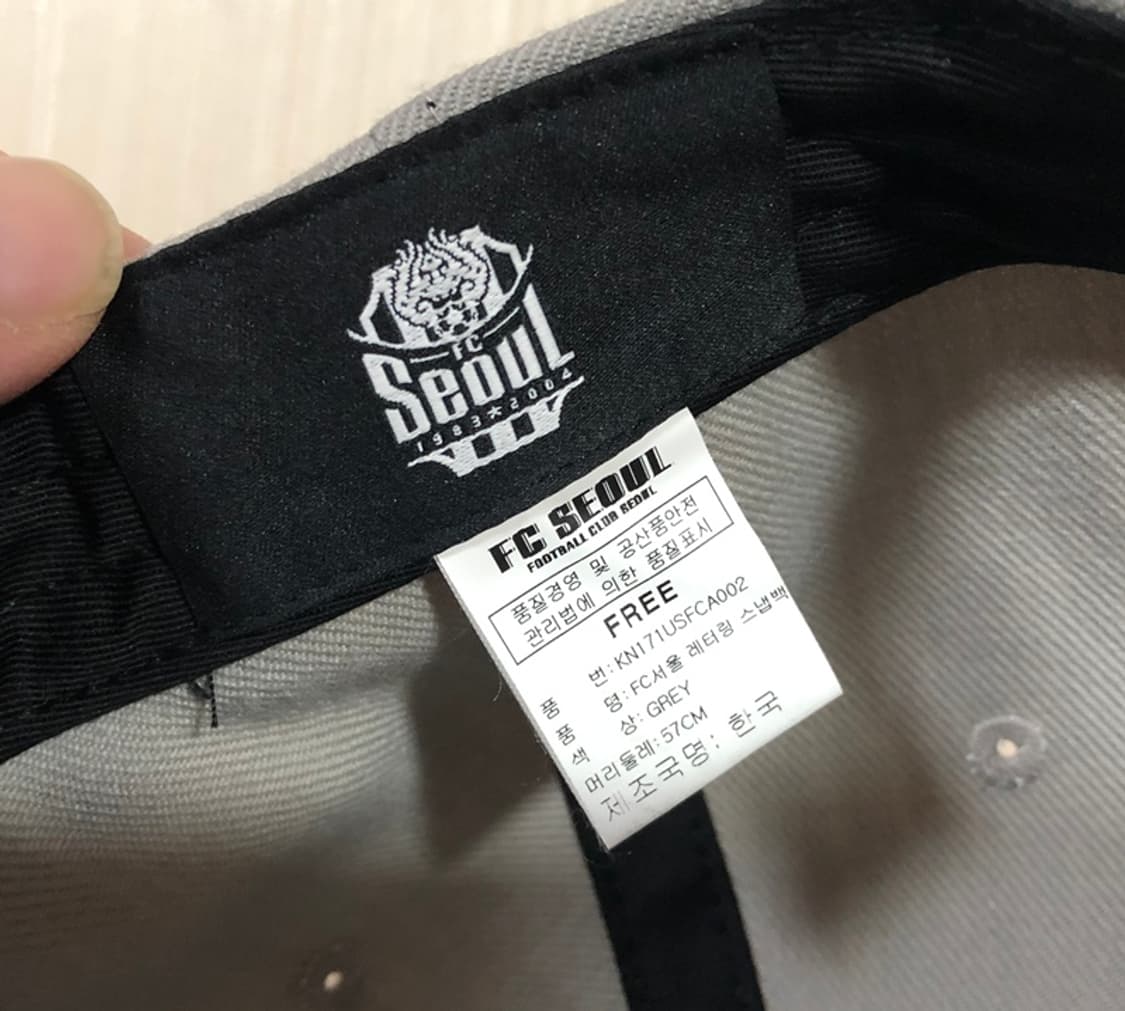 FC
Seoul
1983★2004
FC SEOUL
FOOTBALL CLUB SEOUL
품질경영 및 공산품안전
관리법에 의한 품질표시
FREE
품 번:KN171USFCA002
품 명:FC서울 레터링 스냅백
색 상:GREY
머리둘레:57CM
제조국명: 한국